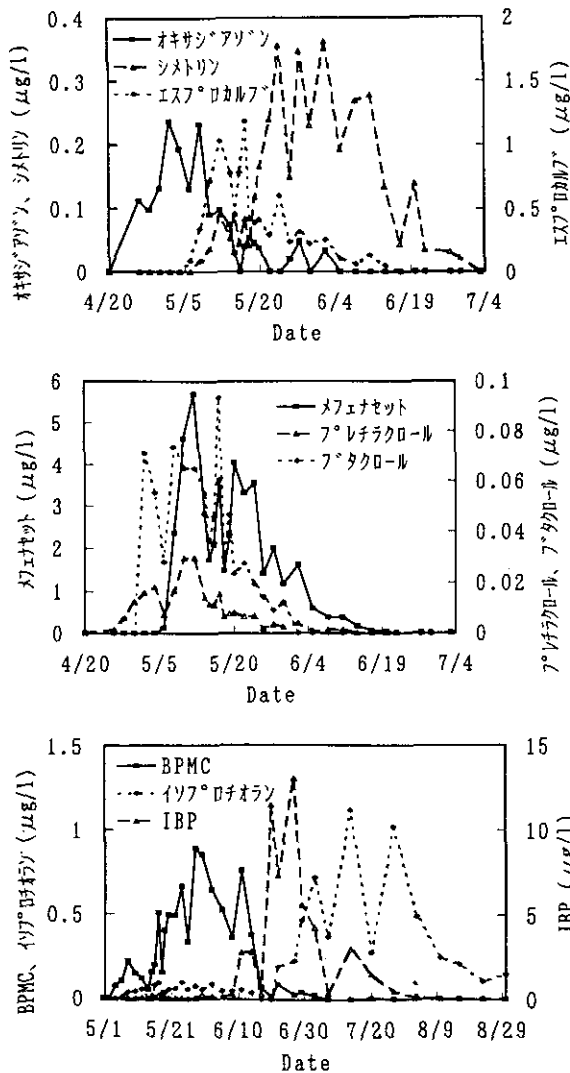 オキサジアゾン、シメトリン (μg/l)
0.4
0.3
0.2
0.1
0
オキサジアゾン
シメトリン
エスプロカルブ
2
1.5
1
0.5
0
エスプロカルブ (μg/l)
4/20 5/5 5/20 6/4 6/19 7/4
Date
メフェナセット (μg/l)
6
5
4
3
2
1
0
メフェナセット
プレチラクロール
ブタクロール
0.1
0.08
0.06
0.04
0.02
0
プレチラクロール、ブタクロール (μg/l)
4/20 5/5 5/20 6/4 6/19 7/4
Date
BPMC、イソプロチオラン (μg/l)
1.5
1
0.5
0
BPMC
イソプロチオラン
IBP
15
10
5
0
IBP (μg/l)
5/1 5/21 6/10 6/30 7/20 8/9 8/29
Date